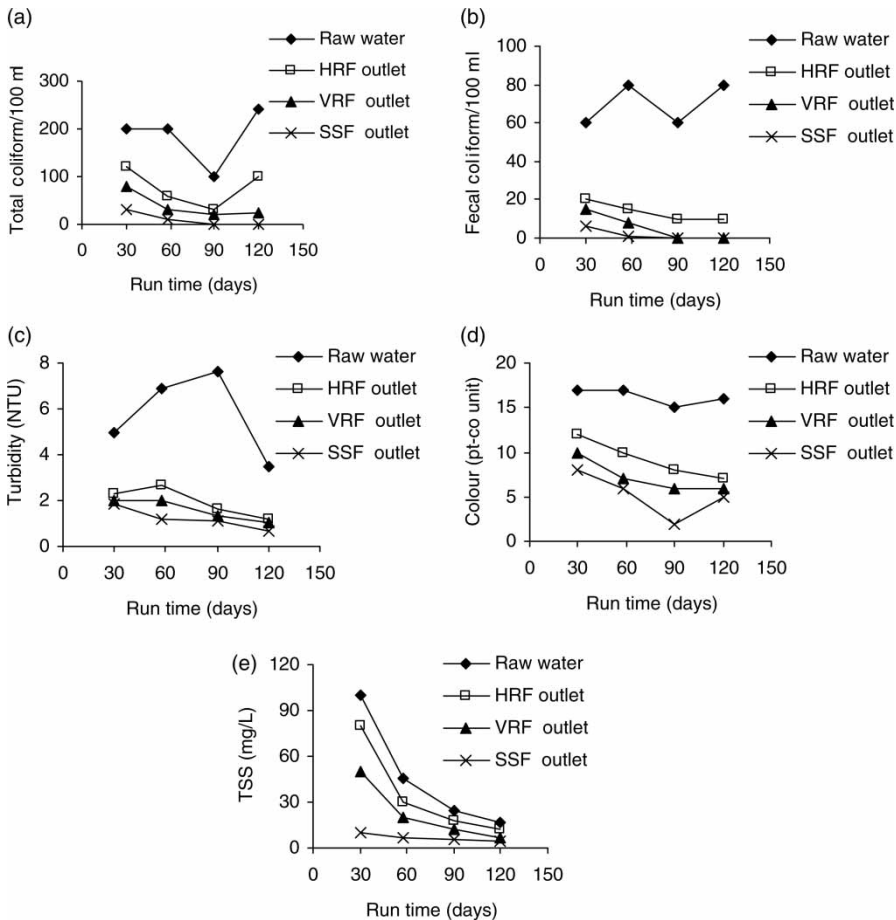 (a)
Raw water
HRF outlet
VRF outlet
SSF outlet
Total coliform/100 ml
300
200
100
0
0 30 60 90 120 150
Run time (days)
(b)
Raw water
HRF outlet
VRF outlet
SSF outlet
Fecal coliform/100 ml
100
80
60
40
20
0
0 30 60 90 120 150
Run time (days)
(c)
Raw water
HRF outlet
VRF outlet
SSF outlet
Turbidity (NTU)
8
6
4
2
0
0 30 60 90 120 150
Run time (days)
(d)
Raw water
HRF outlet
VRF outlet
SSF outlet
Colour (pt-co unit)
20
15
10
5
0
0 30 60 90 120 150
Run time (days)
(e)
Raw water
HRF outlet
VRF outlet
SSF outlet
TSS (mg/L)
120
90
60
30
0
0 30 60 90 120 150
Run time (days)